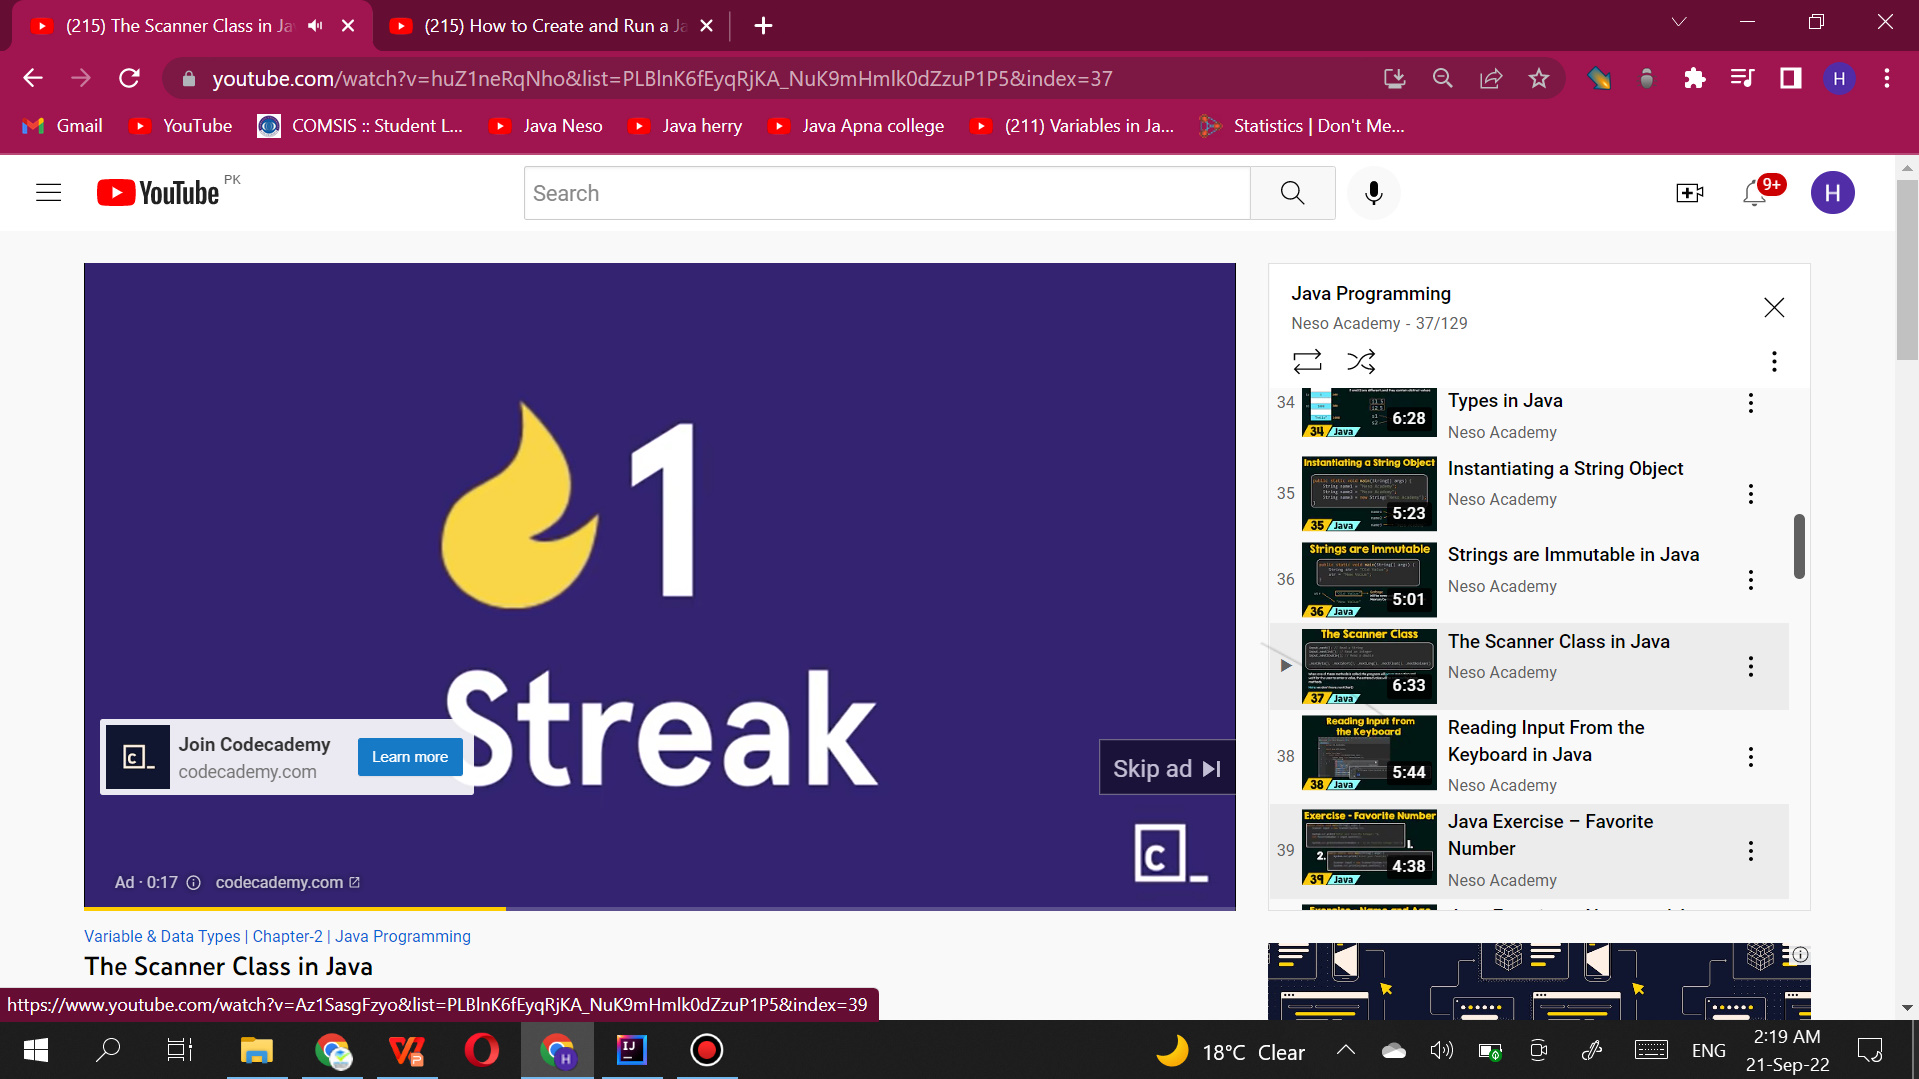 (215) The Scanner Class in Ja
(215) How to Create and Run a Ja
youtube.com/watch?v=huZ1neRqNho&list=PLBlnK6fEyqRjKA_NuK9mHmlk0dZzuP1P5&index=37
H
Gmail
YouTube
COMSIS :: Student L...
Java Neso
Java herry
Java Apna college
(211) Variables in Ja...
Statistics | Don't Me...
YouTube PK
Search
9+
H
1
Streak
Join Codecademy
codecademy.com
Learn more
Skip ad
c_
c_
Ad · 0:17
codecademy.com
Variable & Data Types | Chapter-2 | Java Programming
The Scanner Class in Java
Java Programming
Neso Academy - 37/129
34
6:28
34 Java
Types in Java
Neso Academy
35
Instantiating a String Object
5:23
35 Java
Instantiating a String Object
Neso Academy
36
Strings are Immutable
5:01
36 Java
Strings are Immutable in Java
Neso Academy
The Scanner Class
6:33
37 Java
The Scanner Class in Java
Neso Academy
38
Reading Input from
the Keyboard
5:44
38 Java
Reading Input From the
Keyboard in Java
Neso Academy
39
Exercise - Favorite Number
1.
2.
4:38
39 Java
Java Exercise – Favorite
Number
Neso Academy
https://www.youtube.com/watch?v=Az1SasgFzyo&list=PLBlnK6fEyqRjKA_NuK9mHmlk0dZzuP1P5&index=39
H
IJ
18°C Clear
ENG
2:19 AM
21-Sep-22